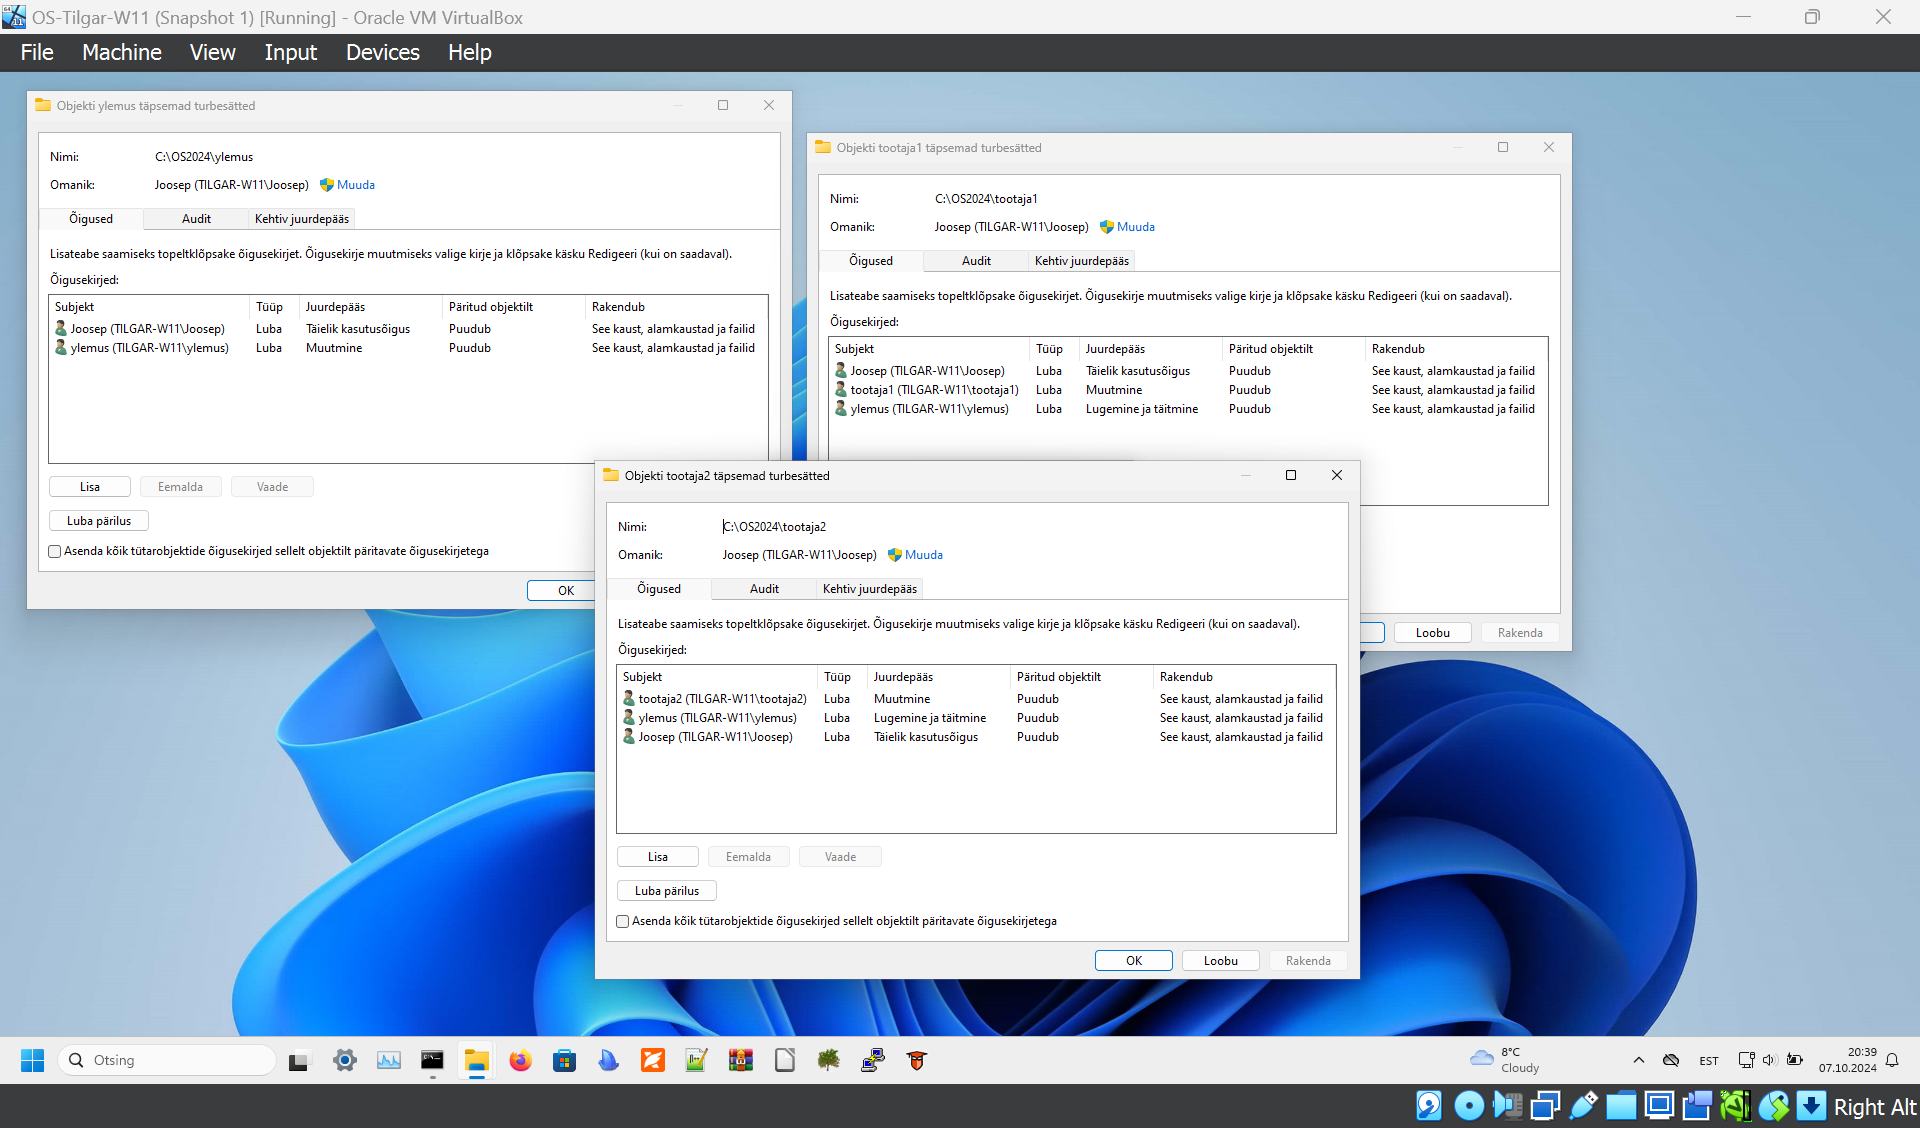 OS-Tilgar-W11 (Snapshot 1) [Running] - Oracle VM VirtualBox
File Machine View Input Devices Help
Objekti ylemus täpsemad turbesätted
Nimi: C:\OS2024\ylemus
Omanik: Joosep (TILGAR-W11\Joosep) Muuda
Õigused Audit Kehtiv juurdepääs
Lisateabe saamiseks topeltklõpsake õigusekirjet. Õigusekirje muutmiseks valige kirje ja klõpsake käsku Redigeeri (kui on saadaval).
Õigusekirjed:
Subjekt Tüüp Juurdepääs Päritud objektilt Rakendub
Joosep (TILGAR-W11\Joosep) Luba Täielik kasutusõigus Puudub See kaust, alamkaustad ja failid
ylemus (TILGAR-W11\ylemus) Luba Muutmine Puudub See kaust, alamkaustad ja failid
Lisa Eemalda Vaade
Luba pärilus
Asenda kõik tütarobjektide õigusekirjed sellelt objektilt päritavate õigusekirjetega
OK
Objekti tootaja1 täpsemad turbesätted
Nimi: C:\OS2024\tootaja1
Omanik: Joosep (TILGAR-W11\Joosep) Muuda
Õigused Audit Kehtiv juurdepääs
Lisateabe saamiseks topeltklõpsake õigusekirjet. Õigusekirje muutmiseks valige kirje ja klõpsake käsku Redigeeri (kui on saadaval).
Õigusekirjed:
Subjekt Tüüp Juurdepääs Päritud objektilt Rakendub
Joosep (TILGAR-W11\Joosep) Luba Täielik kasutusõigus Puudub See kaust, alamkaustad ja failid
tootaja1 (TILGAR-W11\tootaja1) Luba Muutmine Puudub See kaust, alamkaustad ja failid
ylemus (TILGAR-W11\ylemus) Luba Lugemine ja täitmine Puudub See kaust, alamkaustad ja failid
Loobu Rakenda
Objekti tootaja2 täpsemad turbesätted
Nimi: C:\OS2024\tootaja2
Omanik: Joosep (TILGAR-W11\Joosep) Muuda
Õigused Audit Kehtiv juurdepääs
Lisateabe saamiseks topeltklõpsake õigusekirjet. Õigusekirje muutmiseks valige kirje ja klõpsake käsku Redigeeri (kui on saadaval).
Õigusekirjed:
Subjekt Tüüp Juurdepääs Päritud objektilt Rakendub
tootaja2 (TILGAR-W11\tootaja2) Luba Muutmine Puudub See kaust, alamkaustad ja failid
ylemus (TILGAR-W11\ylemus) Luba Lugemine ja täitmine Puudub See kaust, alamkaustad ja failid
Joosep (TILGAR-W11\Joosep) Luba Täielik kasutusõigus Puudub See kaust, alamkaustad ja failid
Lisa Eemalda Vaade
Luba pärilus
Asenda kõik tütarobjektide õigusekirjed sellelt objektilt päritavate õigusekirjetega
OK Loobu Rakenda
Otsing
8°C
Cloudy
EST
20:39
07.10.2024
Right Alt